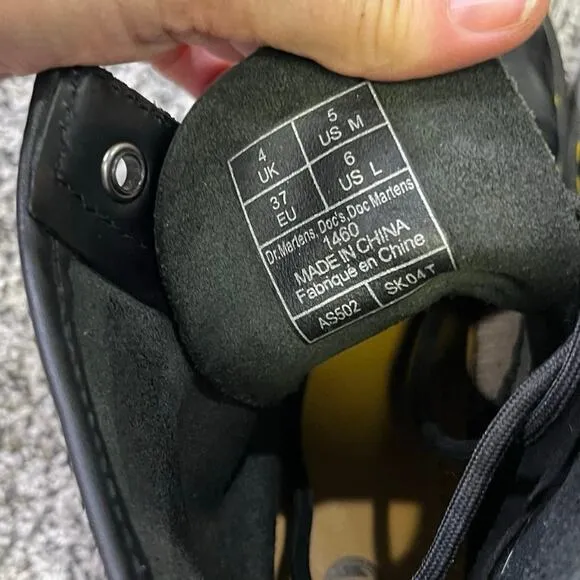 4 UK
5 US M
37 EU
6 US L
Dr.Martens, Doc's, Doc Martens
1460
MADE IN CHINA
Fabriqué en Chine
AS502
SK04T